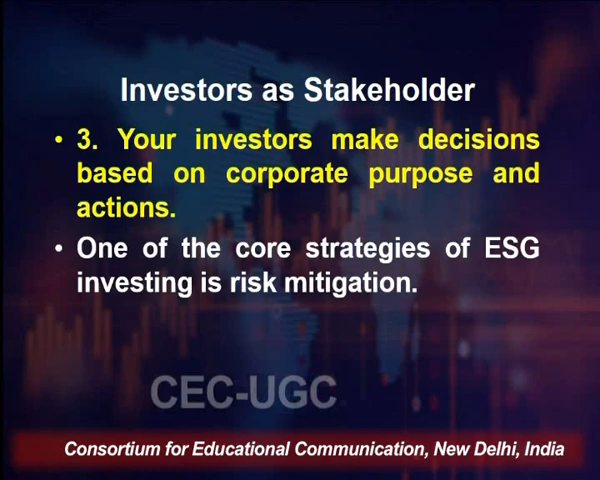 Investors as Stakeholder
• 3. Your investors make decisions
based on corporate purpose and
actions.
• One of the core strategies of ESG
investing is risk mitigation.
CEC-UGC
Consortium for Educational Communication, New Delhi, India